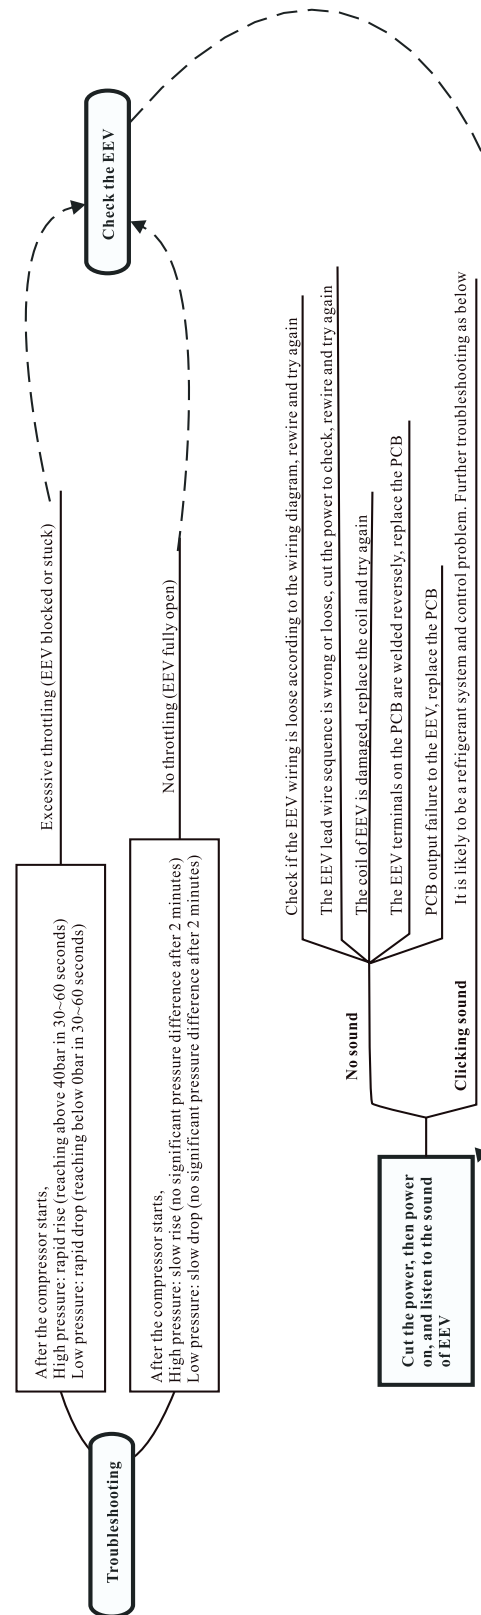 Troubleshooting
After the compressor starts,
High pressure: rapid rise (reaching above 40bar in 30~60 seconds)
Low pressure: rapid drop (reaching below 0bar in 30~60 seconds)
Excessive throttling (EEV blocked or stuck)
After the compressor starts,
High pressure: slow rise (no significant pressure difference after 2 minutes)
Low pressure: slow drop (no significant pressure difference after 2 minutes)
No throttling (EEV fully open)
Check the EEV
Cut the power, then power
on, and listen to the sound
of EEV
No sound
Check if the EEV wiring is loose according to the wiring diagram, rewire and try again
The EEV lead wire sequence is wrong or loose, cut the power to check, rewire and try again
The coil of EEV is damaged, replace the coil and try again
The EEV terminals on the PCB are welded reversely, replace the PCB
PCB output failure to the EEV, replace the PCB
Clicking sound
It is likely to be a refrigerant system and control problem. Further troubleshooting as below